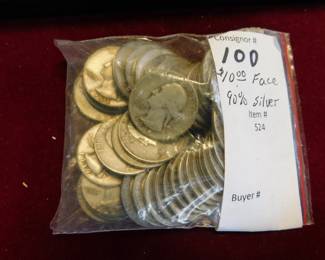 Consignor #
100
$10.00 Face
90% Silver
Item #
524
Buyer #